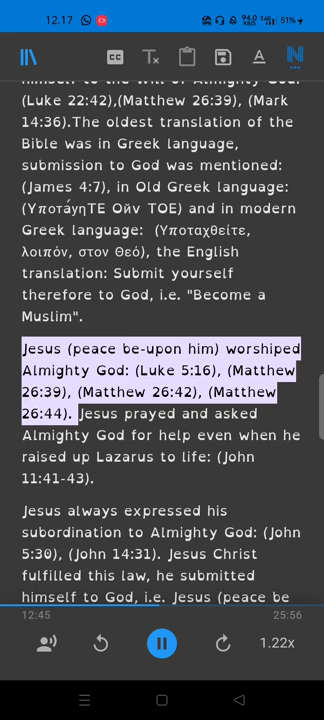 12.17
94.0
KB/S
51%
CC
himself to the Will of Almighty God:
(Luke 22:42),(Matthew 26:39), (Mark
14:36).The oldest translation of the
Bible was in Greek language,
submission to God was mentioned:
(James 4:7), in Old Greek language:
(ΥποτάγηΤΕ Οйν ΤΟΕ) and in modern
Greek language: (Υποταχθείτε,
λοιπόν, στον Θεό), the English
translation: Submit yourself
therefore to God, i.e. "Become a
Muslim".
Jesus (peace be-upon him) worshiped
Almighty God: (Luke 5:16), (Matthew
26:39), (Matthew 26:42), (Matthew
26:44). Jesus prayed and asked
Almighty God for help even when he
raised up Lazarus to life: (John
11:41-43).
Jesus always expressed his
subordination to Almighty God: (John
5:30), (John 14:31). Jesus Christ
fulfilled this law, he submitted
himself to God, i.e. Jesus (peace be
12:45
25:56
1.22x